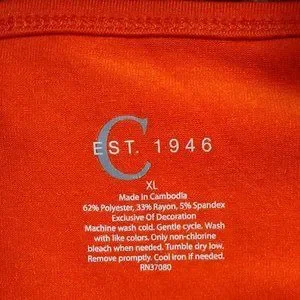 C
EST. 1946
XL
Made in Cambodia
62% Polyester, 33% Rayon, 5% Spandex
Exclusive Of Decoration
Machine wash cold. Gentle cycle. Wash
with like colors. Only non-chlorine
bleach when needed. Tumble dry low.
Remove promptly. Cool iron if needed.
RN37080